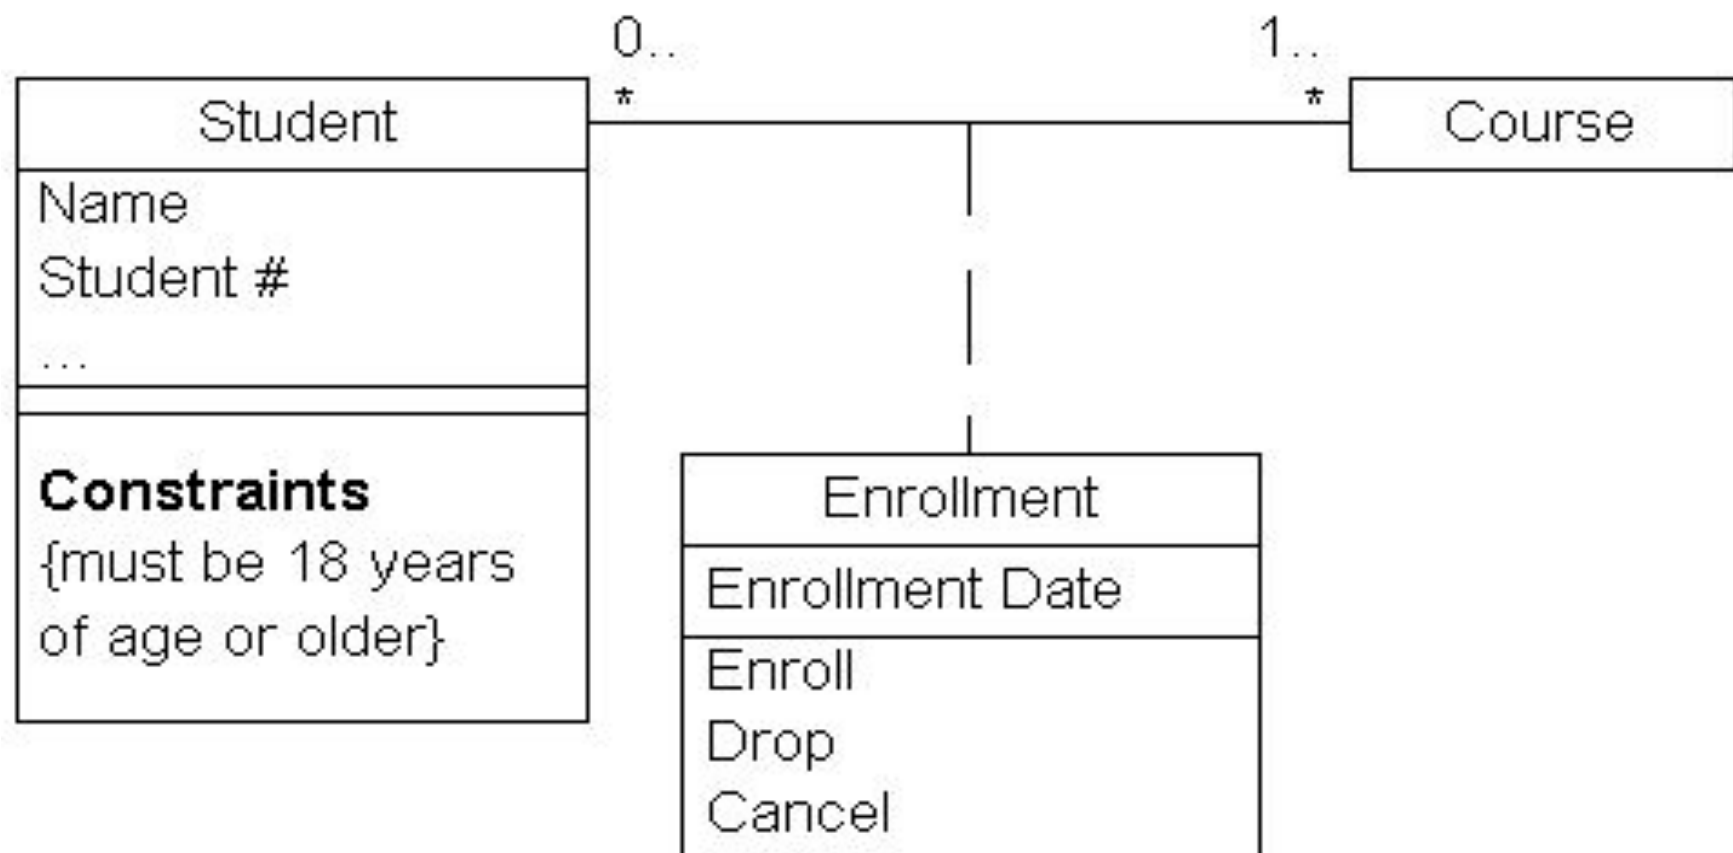 0..
*
1..
*
Student
Name
Student #
...
Constraints
{must be 18 years
of age or older}
Course
Enrollment
Enrollment Date
Enroll
Drop
Cancel